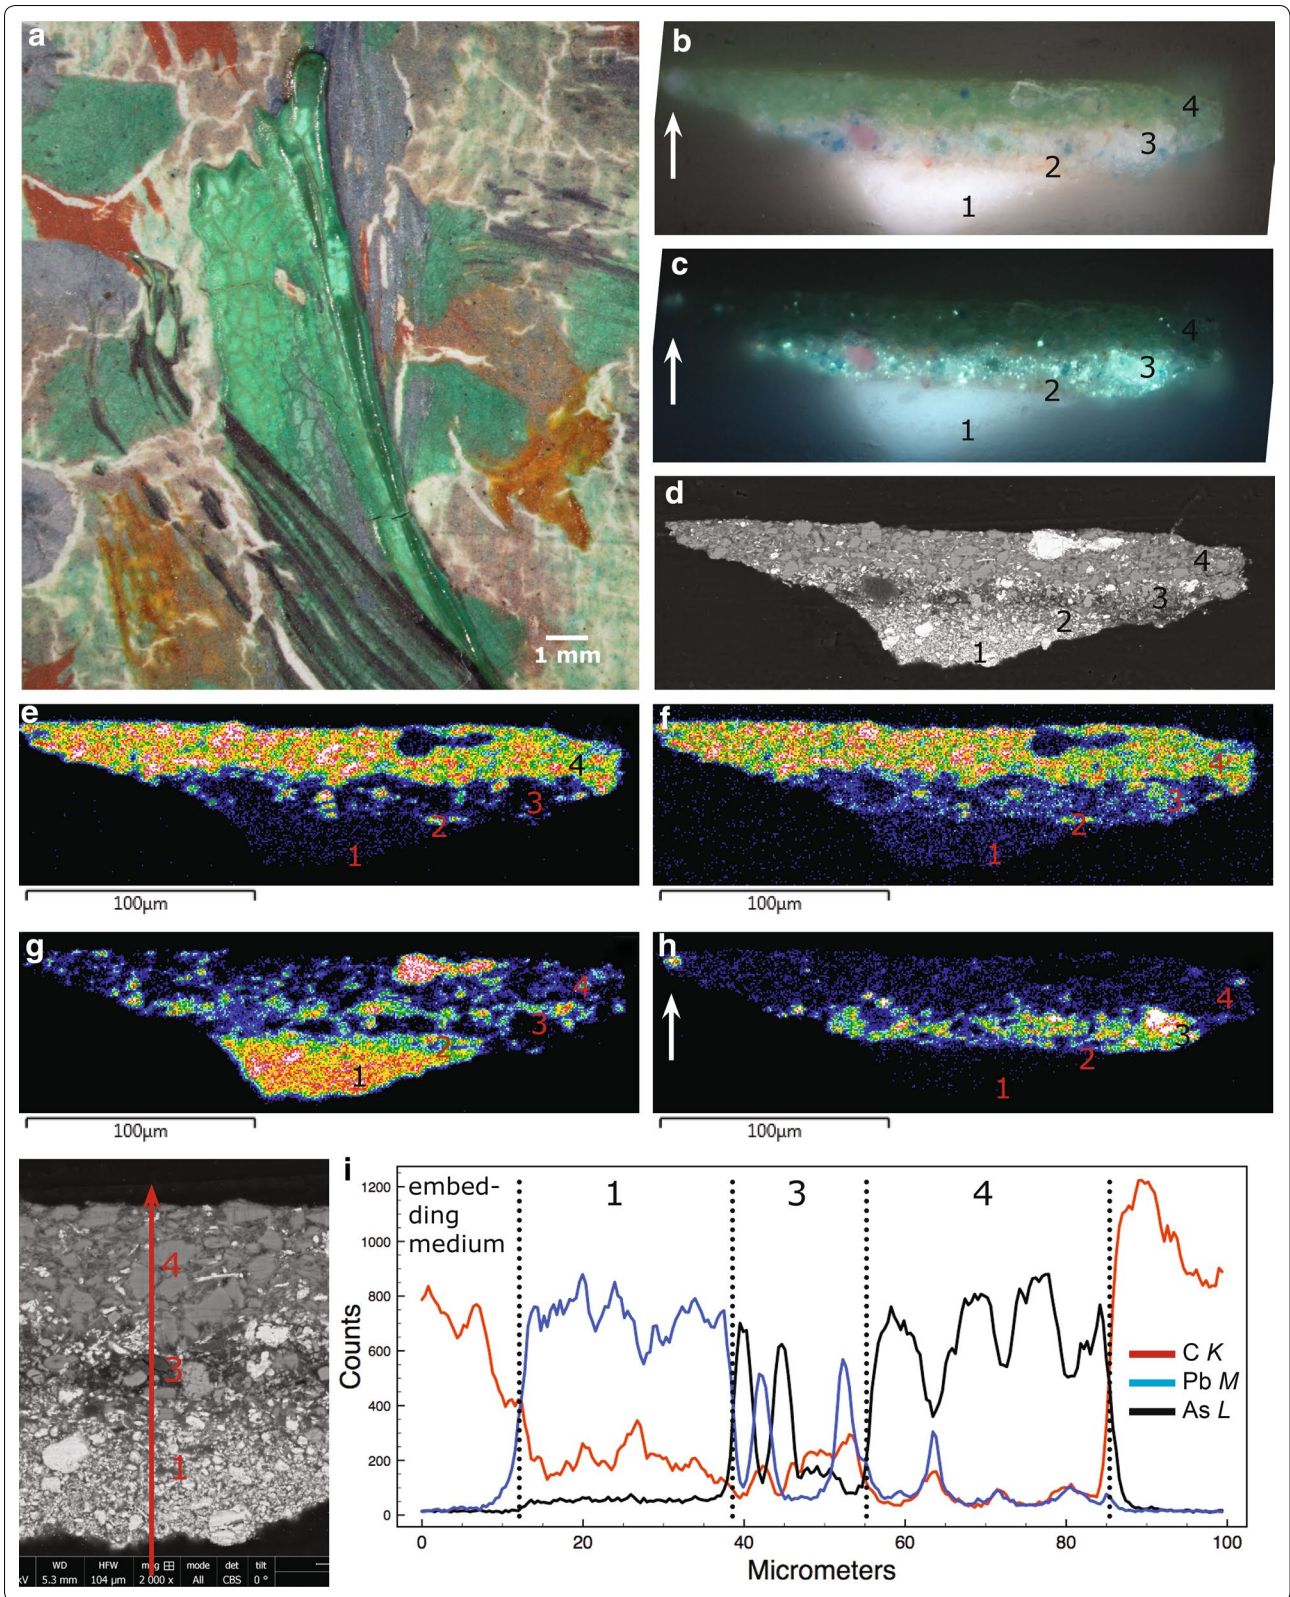 a
1 mm
b
4
3
2
1
c
4
3
2
1
d
4
3
2
1
e
4
3
2
1
100μm
f
4
3
2
1
100μm
g
4
3
2
1
100μm
h
4
3
2
1
100μm
4
3
1
WD HFW mag mode det tilt
kV 5.3 mm 104 µm 2 000 x All CBS 0 °
i
embed-
ding
medium
1 3 4
1200
1000
800
600
400
200
0
Counts
C K
Pb M
As L
0 20 40 60 80 100
Micrometers